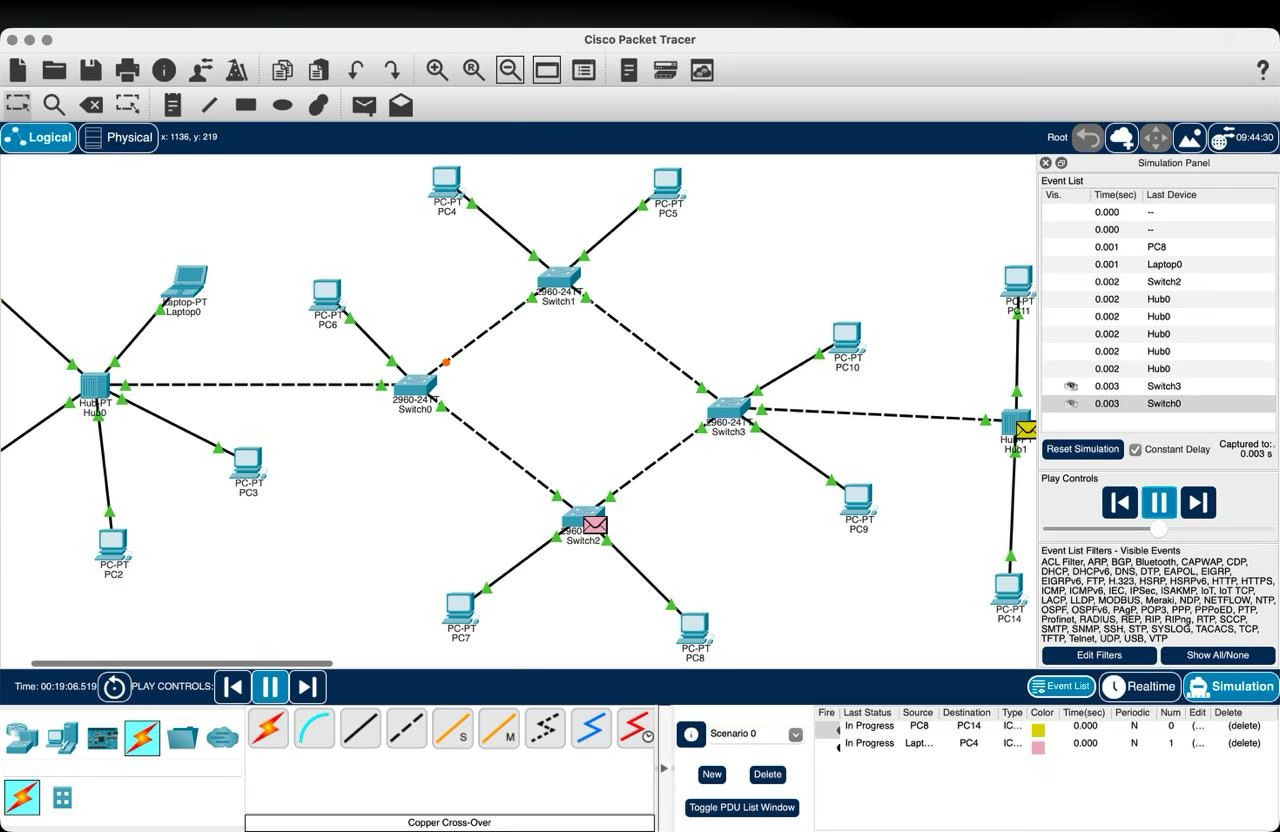 Cisco Packet Tracer
Logical
Physical
x: 1136, y: 219
Root
09:44:30
PC-PT
PC4
PC-PT
PC5
Laptop-PT
Laptop0
PC-PT
PC6
2960-24TT
Switch1
PC-PT
PC11
PC-PT
PC10
Hub-PT
Hub0
2960-24TT
Switch0
2960-24TT
Switch3
Hub-PT
Hub1
PC-PT
PC3
PC-PT
PC9
PC-PT
PC2
2960
Switch2
PC-PT
PC7
PC-PT
PC8
PC-PT
PC14
Simulation Panel
Event List
Vis. Time(sec) Last Device
0.000 --
0.000 --
0.001 PC8
0.001 Laptop0
0.002 Switch2
0.002 Hub0
0.002 Hub0
0.002 Hub0
0.002 Hub0
0.002 Hub0
0.003 Switch3
0.003 Switch0
Reset Simulation
Constant Delay
Captured to:
0.003 s
Play Controls
Event List Filters - Visible Events
ACL Filter, ARP, BGP, Bluetooth, CAPWAP, CDP,
DHCP, DHCPv6, DNS, DTP, EAPOL, EIGRP,
EIGRPv6, FTP, H.323, HSRP, HSRPv6, HTTP, HTTPS,
ICMP, ICMPv6, IEC, IPSec, ISAKMP, IoT, IoT TCP,
LACP, LLDP, MODBUS, Meraki, NDP, NETFLOW, NTP,
OSPF, OSPFv6, PAgP, POP3, PPP, PPPoED, PTP,
Profinet, RADIUS, REP, RIP, RIPng, RTP, SCCP,
SMTP, SNMP, SSH, STP, SYSLOG, TACACS, TCP,
TFTP, Telnet, UDP, USB, VTP
Edit Filters
Show All/None
Time: 00:19:06.519
PLAY CONTROLS:
Event List
Realtime
Simulation
S
M
Copper Cross-Over
Scenario 0
New
Delete
Toggle PDU List Window
Fire Last Status Source Destination Type Color Time(sec) Periodic Num Edit Delete
In Progress PC8 PC14 IC... 0.000 N 0 (... (delete)
In Progress Lapt... PC4 IC... 0.000 N 1 (... (delete)